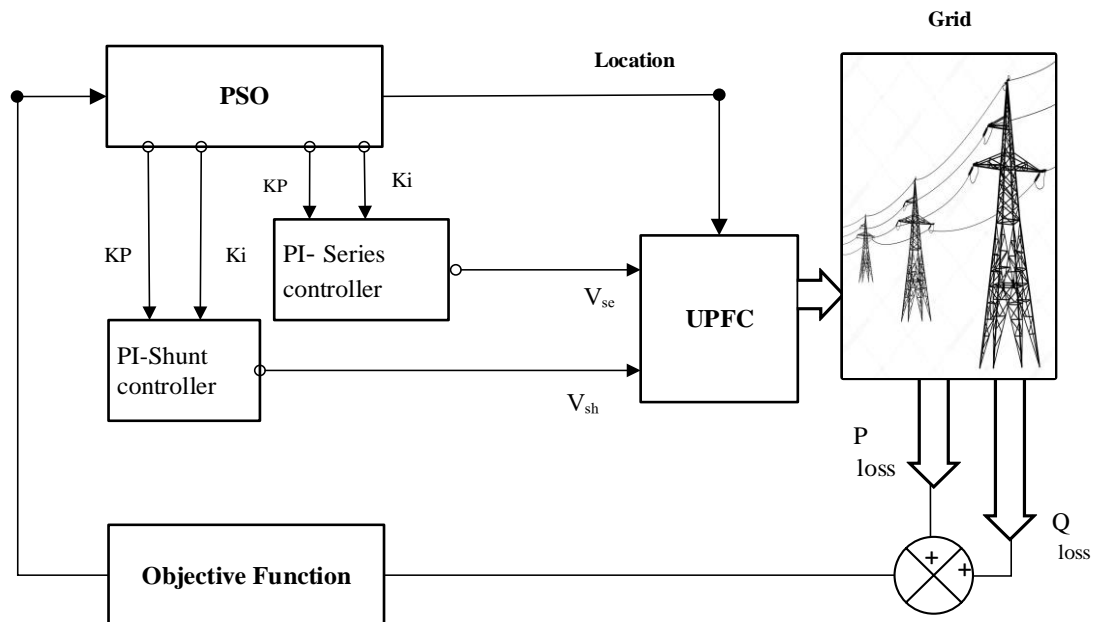 Grid
Location
PSO
KP
Ki
KP
Ki
PI- Series
controller
Vse
UPFC
PI-Shunt
controller
Vsh
P
loss
Q
loss
Objective Function
+
+